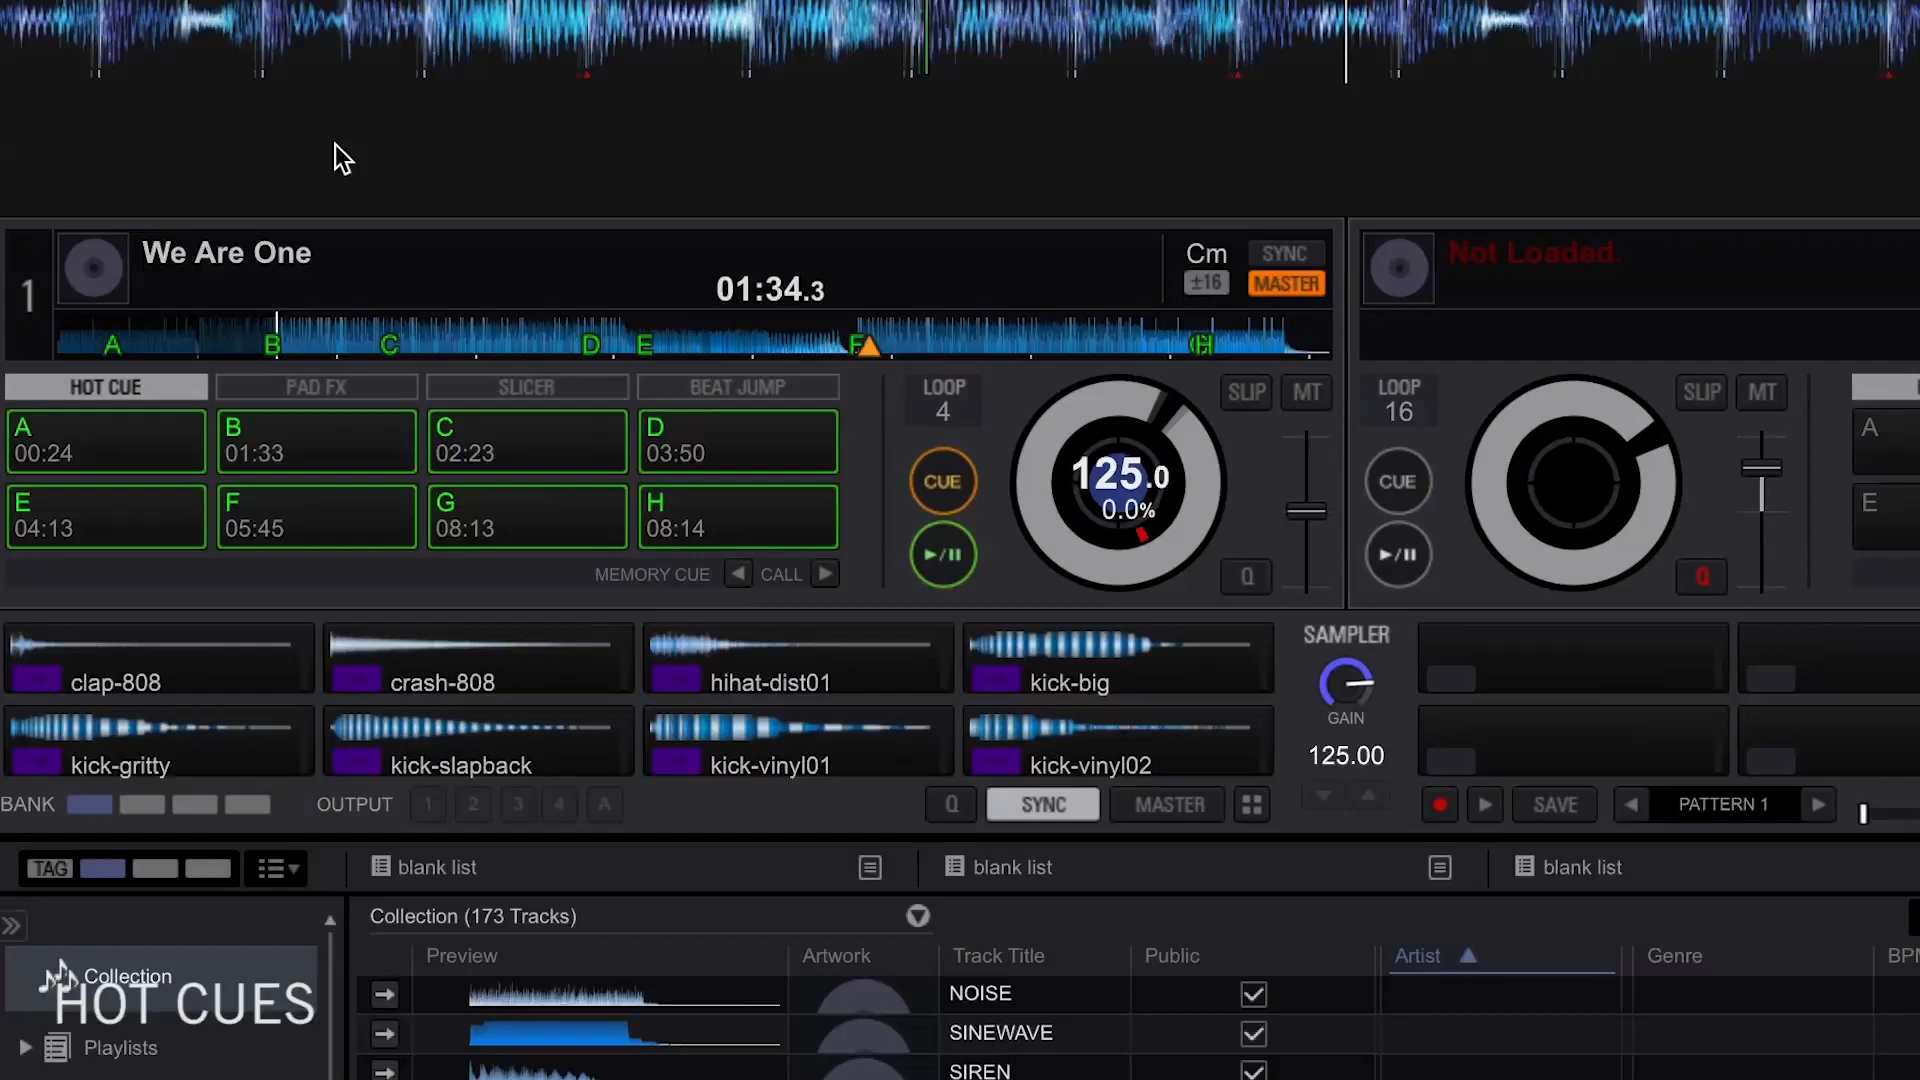 1
We Are One
01:34.3
Cm
SYNC
±16
MASTER
Not Loaded.
A B C D E F H
HOT CUE
PAD FX
SLICER
BEAT JUMP
A
00:24
B
01:33
C
02:23
D
03:50
E
04:13
F
05:45
G
08:13
H
08:14
MEMORY CUE
CALL
LOOP
4
CUE
125.0
0.0%
SLIP
MT
Q
LOOP
16
CUE
SLIP
MT
Q
A
E
clap-808
crash-808
hihat-dist01
kick-big
kick-gritty
kick-slapback
kick-vinyl01
kick-vinyl02
SAMPLER
GAIN
125.00
BANK
OUTPUT
1
2
3
4
A
Q
SYNC
MASTER
SAVE
PATTERN 1
TAG
blank list
blank list
blank list
Collection (173 Tracks)
Preview
Artwork
Track Title
Public
Artist
Genre
Collection
HOT CUES
Playlists
NOISE
SINEWAVE
SIREN